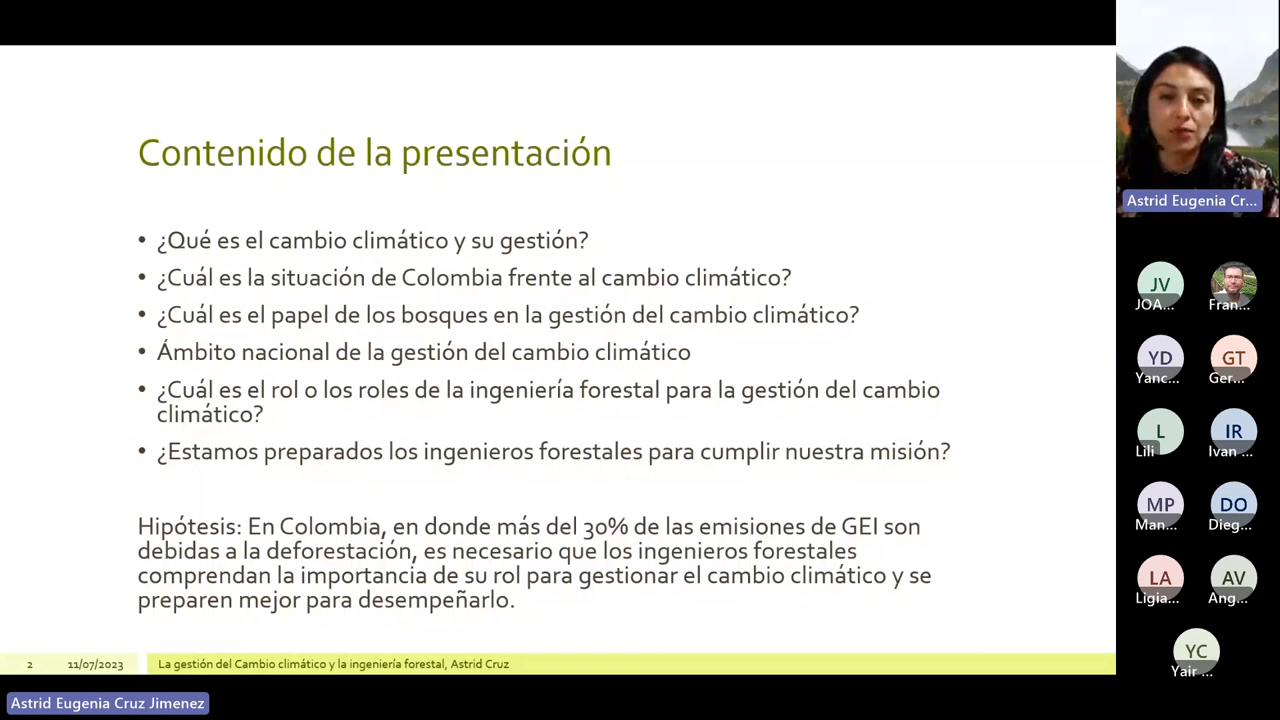 Contenido de la presentación
• ¿Qué es el cambio climático y su gestión?
• ¿Cuál es la situación de Colombia frente al cambio climático?
• ¿Cuál es el papel de los bosques en la gestión del cambio climático?
• Ámbito nacional de la gestión del cambio climático
• ¿Cuál es el rol o los roles de la ingeniería forestal para la gestión del cambio
climático?
• ¿Estamos preparados los ingenieros forestales para cumplir nuestra misión?
Hipótesis: En Colombia, en donde más del 30% de las emisiones de GEI son
debidas a la deforestación, es necesario que los ingenieros forestales
comprendan la importancia de su rol para gestionar el cambio climático y se
preparen mejor para desempeñarlo.
2 11/07/2023 La gestión del Cambio climático y la ingeniería forestal, Astrid Cruz
Astrid Eugenia Cruz Jimenez
Astrid Eugenia Cr...
JV
JOA...
Fran...
YD
Yanc...
GT
Ger...
L
Lili
IR
Ivan ...
MP
Man...
DO
Dieg...
LA
Ligia...
AV
Ang...
YC
Yair ...